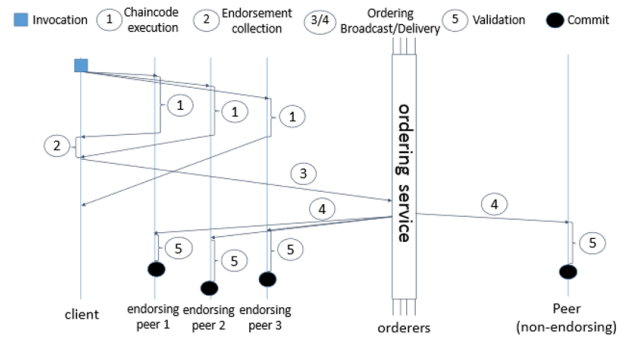 Invocation
1 Chaincode execution
2 Endorsement collection
3/4 Ordering Broadcast/Delivery
5 Validation
Commit
1
1
1
2
3
4
4
5
5
5
5
ordering service
client
endorsing peer 1
endorsing peer 2
endorsing peer 3
orderers
Peer
(non-endorsing)